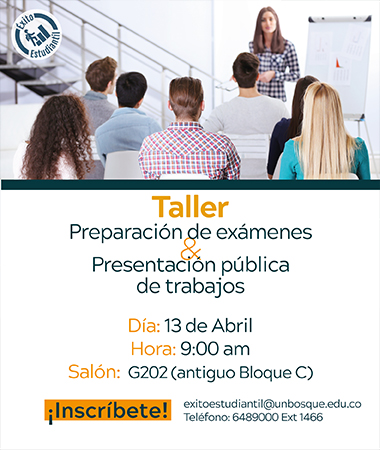 Éxito
Estudiantil
Taller
Preparación de exámenes
&
Presentación pública
de trabajos
Día: 13 de Abril
Hora: 9:00 am
Salón: G202 (antiguo Bloque C)
¡Inscríbete!
exitoestudiantil@unbosque.edu.co
Teléfono: 6489000 Ext 1466